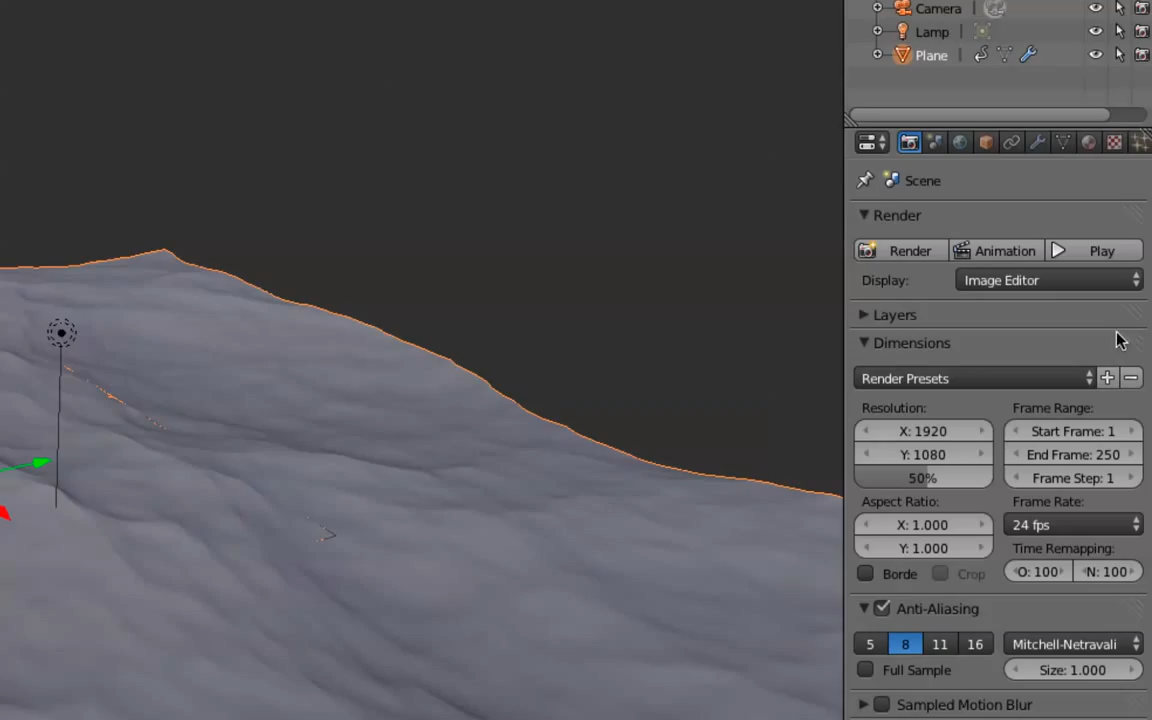 Camera
Lamp
Plane
Scene
Render
Render Animation Play
Display: Image Editor
Layers
Dimensions
Render Presets
Resolution: Frame Range:
X: 1920 Start Frame: 1
Y: 1080 End Frame: 250
50% Frame Step: 1
Aspect Ratio: Frame Rate:
X: 1.000 24 fps
Y: 1.000 Time Remapping:
Borde Crop O: 100 N: 100
Anti-Aliasing
5 8 11 16 Mitchell-Netravali
Full Sample Size: 1.000
Sampled Motion Blur